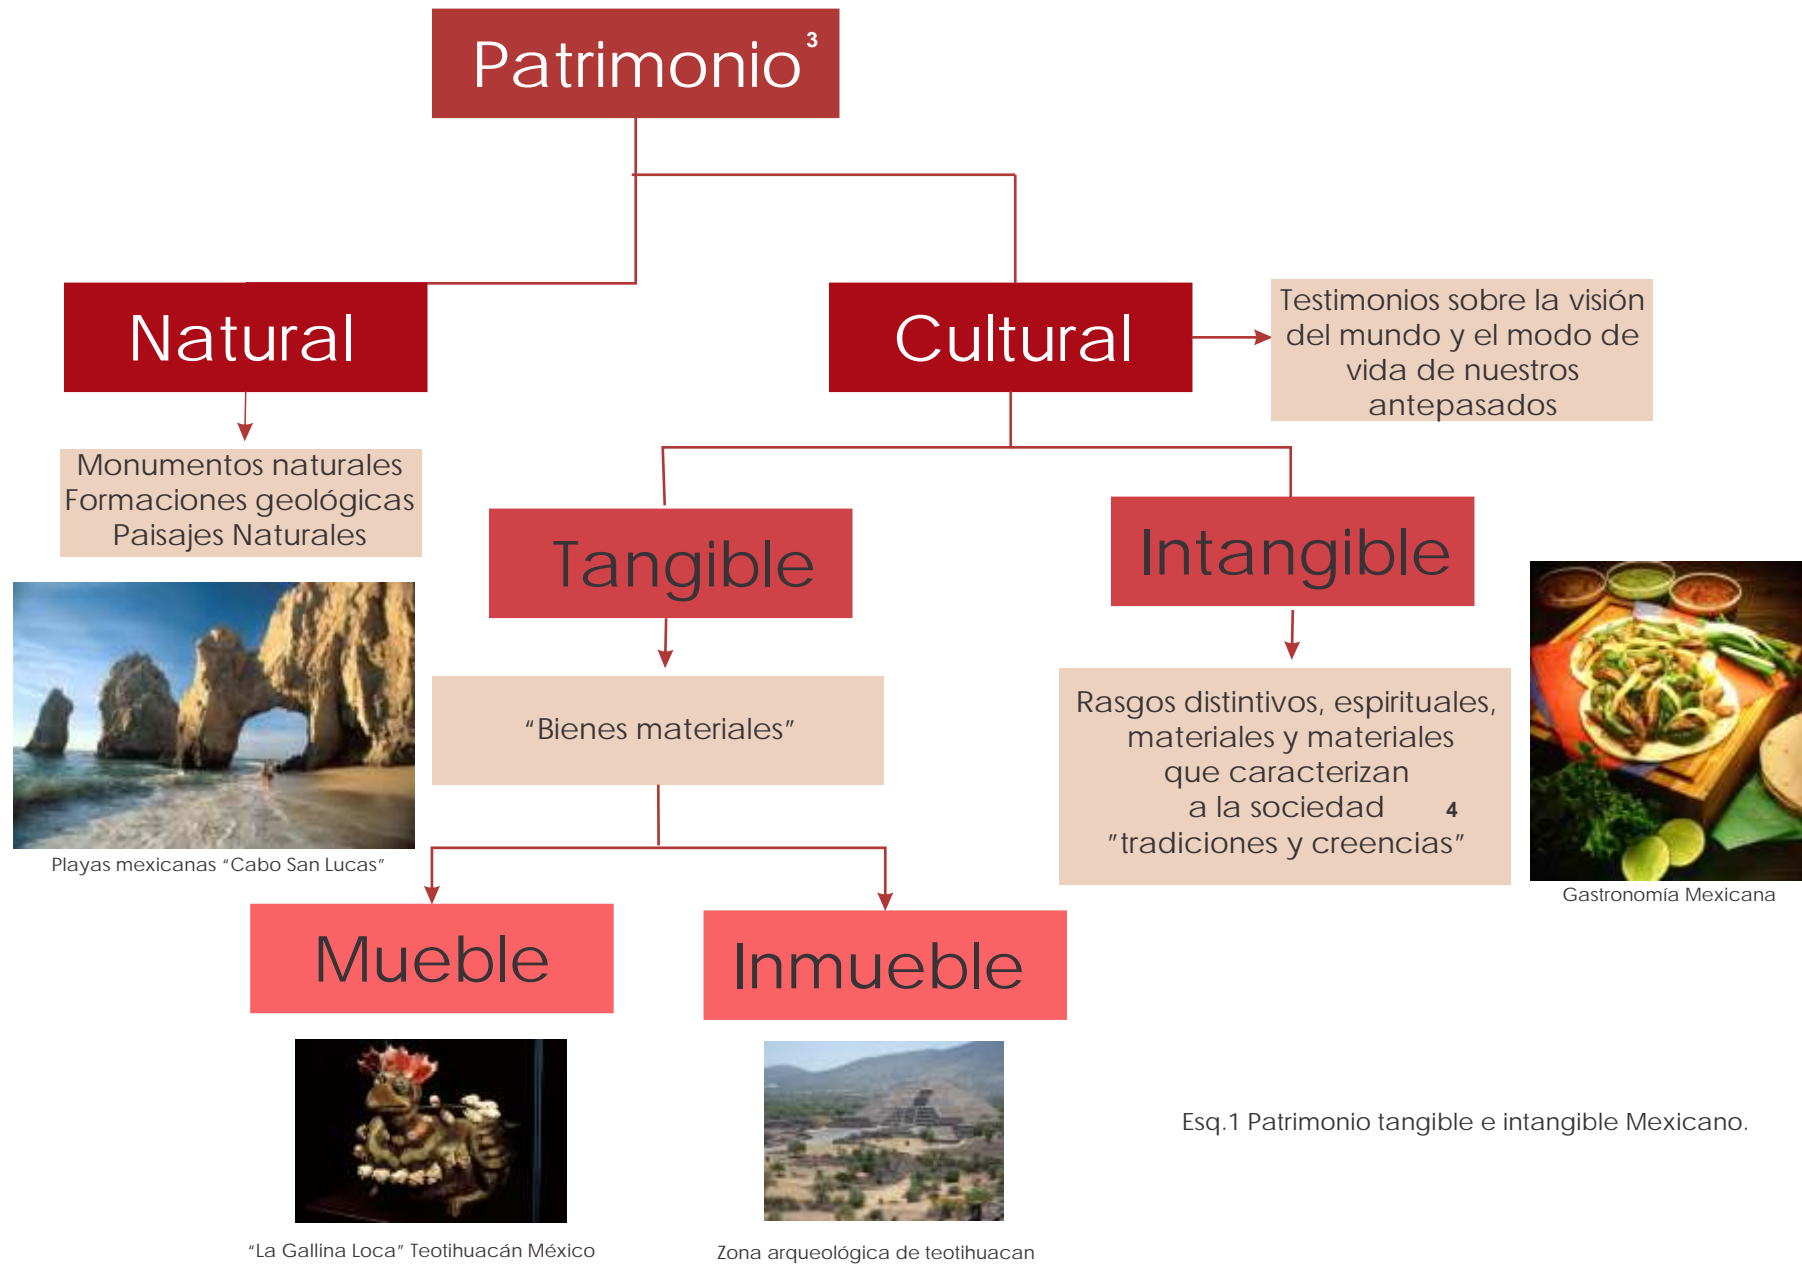 Patrimonio 3
Natural
Cultural
Testimonios sobre la visión
del mundo y el modo de
vida de nuestros
antepasados
Monumentos naturales
Formaciones geológicas
Paisajes Naturales
Tangible
Intangible
Playas mexicanas “Cabo San Lucas”
“Bienes materiales”
Rasgos distintivos, espirituales,
materiales y materiales
que caracterizan
a la sociedad 4
”tradiciones y creencias”
Gastronomía Mexicana
Mueble
Inmueble
“La Gallina Loca” Teotihuacán México
Zona arqueológica de teotihuacan
Esq.1 Patrimonio tangible e intangible Mexicano.